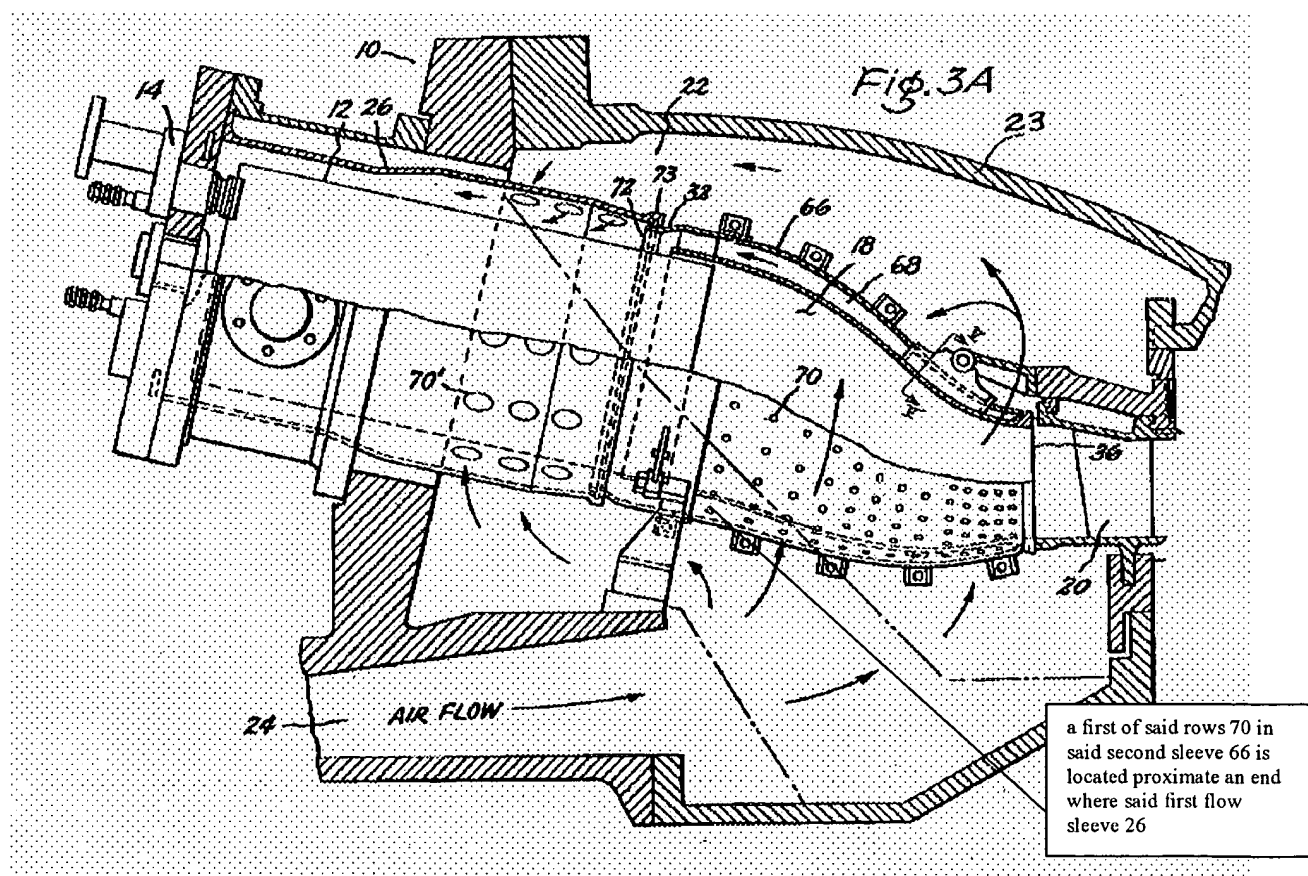 10
Fig. 3A
14
12
26
22
23
73
72
32
66
18
68
A
A
70'
70
36
20
24
AIR FLOW
a first of said rows 70 in
said second sleeve 66 is
located proximate an end
where said first flow
sleeve 26